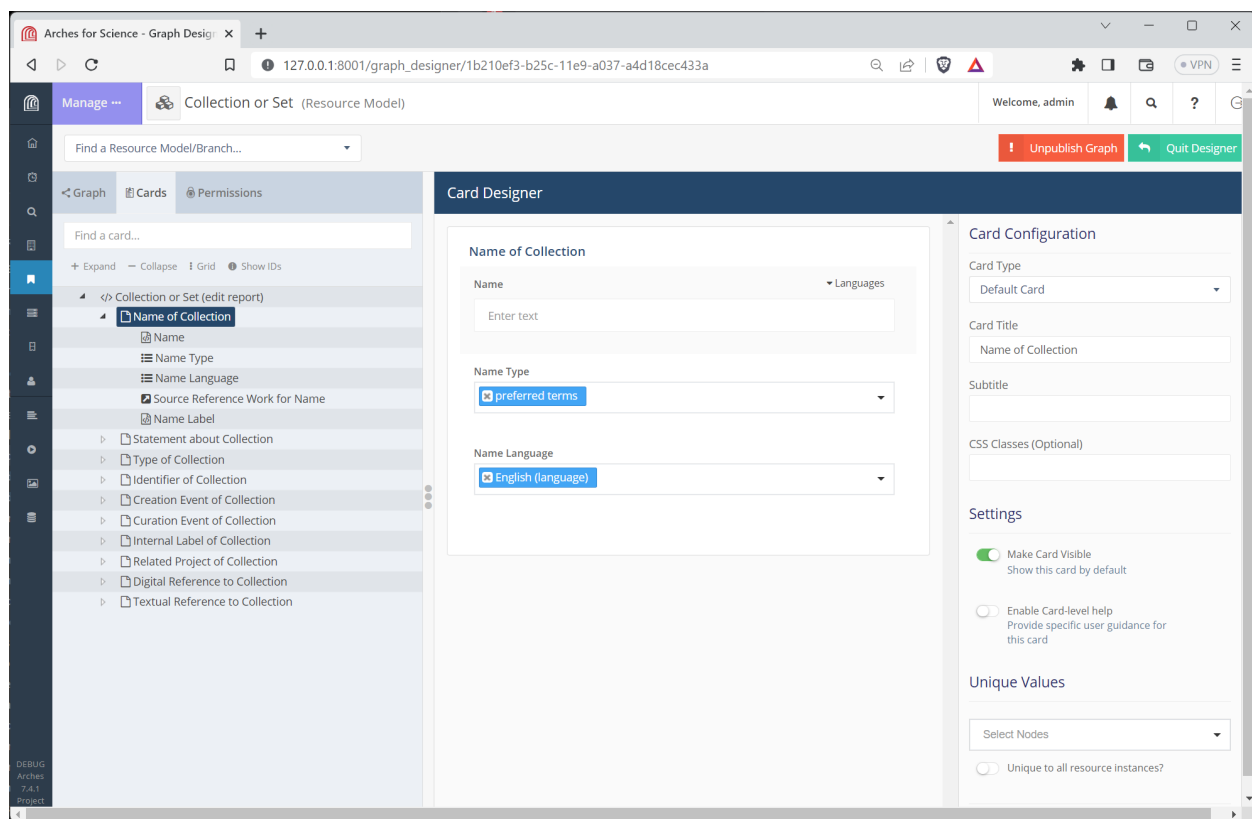 Arches for Science - Graph Desigr
127.0.0.1:8001/graph_designer/1b210ef3-b25c-11e9-a037-a4d18cec433a
VPN
Manage ...
Collection or Set (Resource Model)
Welcome, admin
Find a Resource Model/Branch...
! Unpublish Graph
Quit Designer
Graph
Cards
Permissions
Find a card...
+ Expand
− Collapse
Grid
Show IDs
</> Collection or Set (edit report)
Name of Collection
Name
Name Type
Name Language
Source Reference Work for Name
Name Label
Statement about Collection
Type of Collection
Identifier of Collection
Creation Event of Collection
Curation Event of Collection
Internal Label of Collection
Related Project of Collection
Digital Reference to Collection
Textual Reference to Collection
DEBUG
Arches
7.4.1
Project
Card Designer
Name of Collection
Name
Languages
Enter text
Name Type
preferred terms
Name Language
English (language)
Card Configuration
Card Type
Default Card
Card Title
Name of Collection
Subtitle
CSS Classes (Optional)
Settings
Make Card Visible
Show this card by default
Enable Card-level help
Provide specific user guidance for
this card
Unique Values
Select Nodes
Unique to all resource instances?